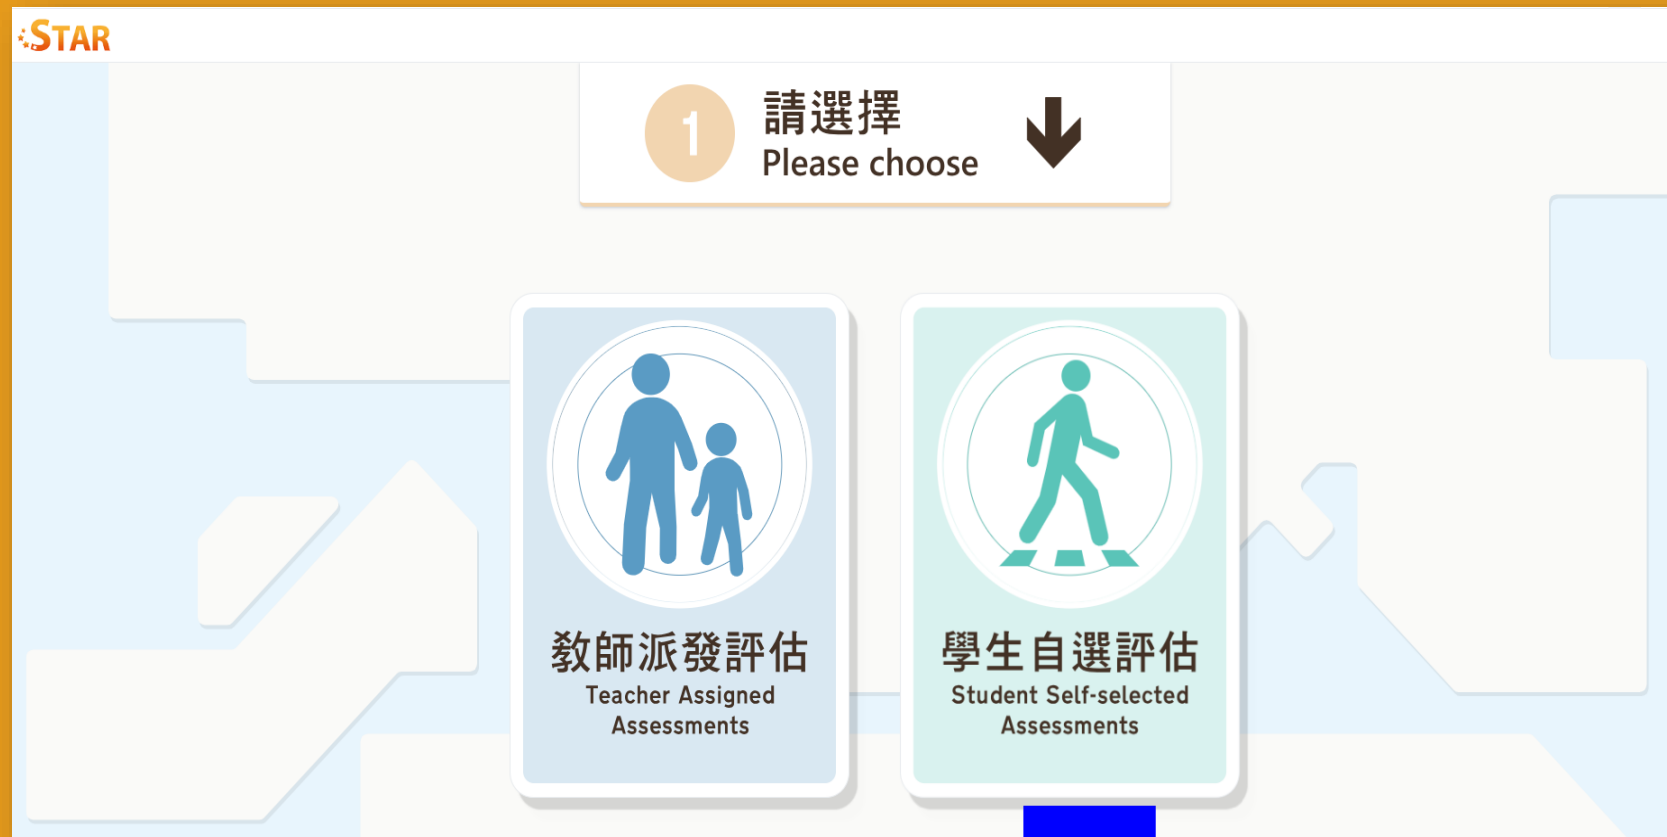 STAR
1
請選擇
Please choose
教師派發評估
Teacher Assigned
Assessments
學生自選評估
Student Self-selected
Assessments